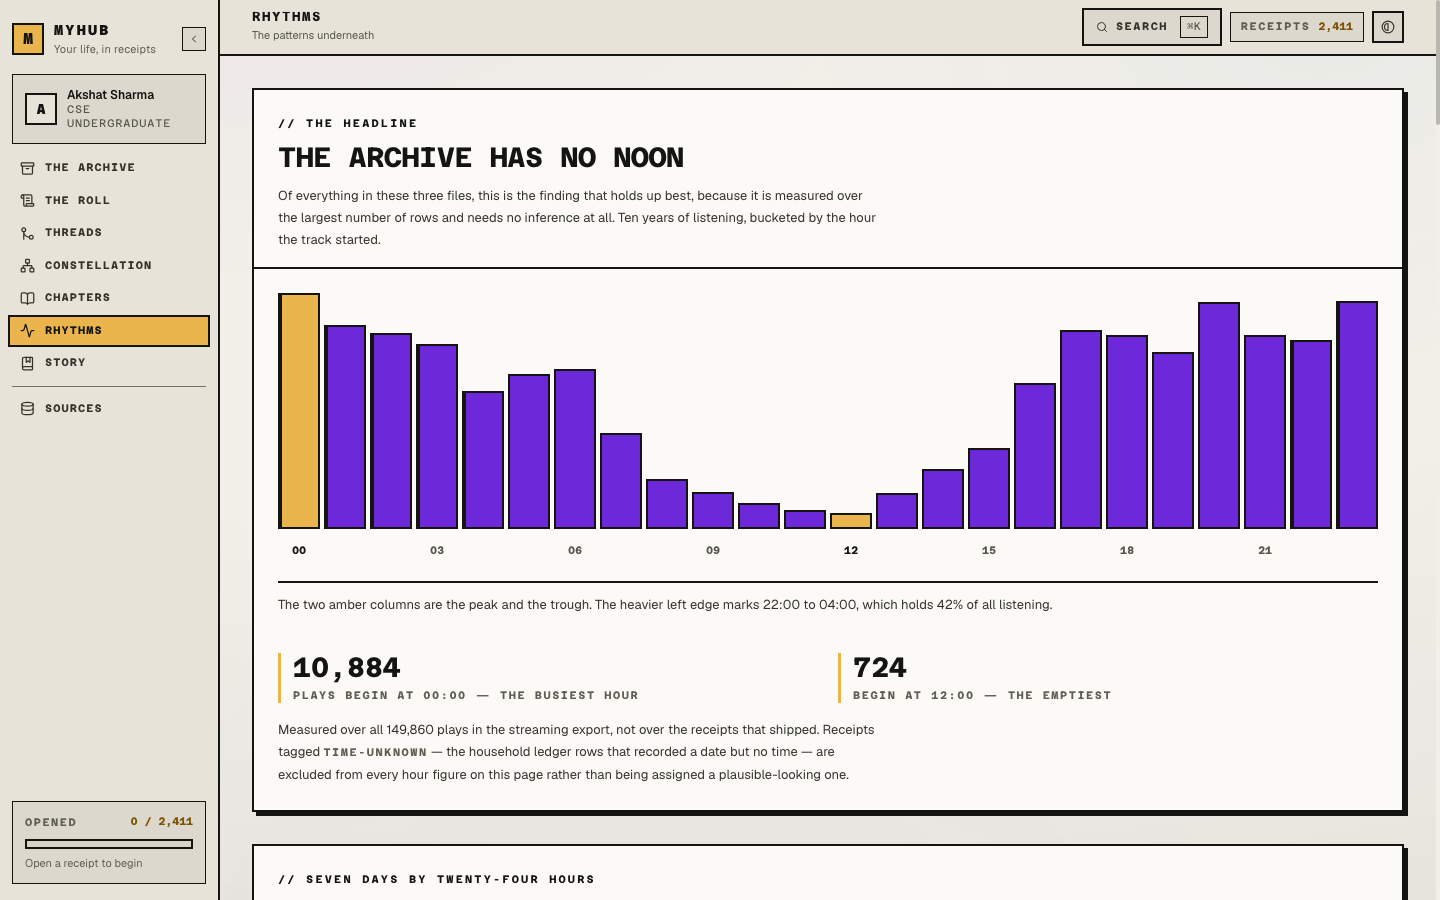 M
MYHUB
Your life, in receipts
A
Akshat Sharma
CSE
UNDERGRADUATE
THE ARCHIVE
THE ROLL
THREADS
CONSTELLATION
CHAPTERS
RHYTHMS
STORY
SOURCES
OPENED 0 / 2,411
Open a receipt to begin
RHYTHMS
The patterns underneath
SEARCH ⌘K
RECEIPTS 2,411
// THE HEADLINE
THE ARCHIVE HAS NO NOON
Of everything in these three files, this is the finding that holds up best, because it is measured over
the largest number of rows and needs no inference at all. Ten years of listening, bucketed by the hour
the track started.
00 03 06 09 12 15 18 21
The two amber columns are the peak and the trough. The heavier left edge marks 22:00 to 04:00, which holds 42% of all listening.
10,884
PLAYS BEGIN AT 00:00 — THE BUSIEST HOUR
724
BEGIN AT 12:00 — THE EMPTIEST
Measured over all 149,860 plays in the streaming export, not over the receipts that shipped. Receipts
tagged TIME-UNKNOWN — the household ledger rows that recorded a date but no time — are
excluded from every hour figure on this page rather than being assigned a plausible-looking one.
// SEVEN DAYS BY TWENTY-FOUR HOURS